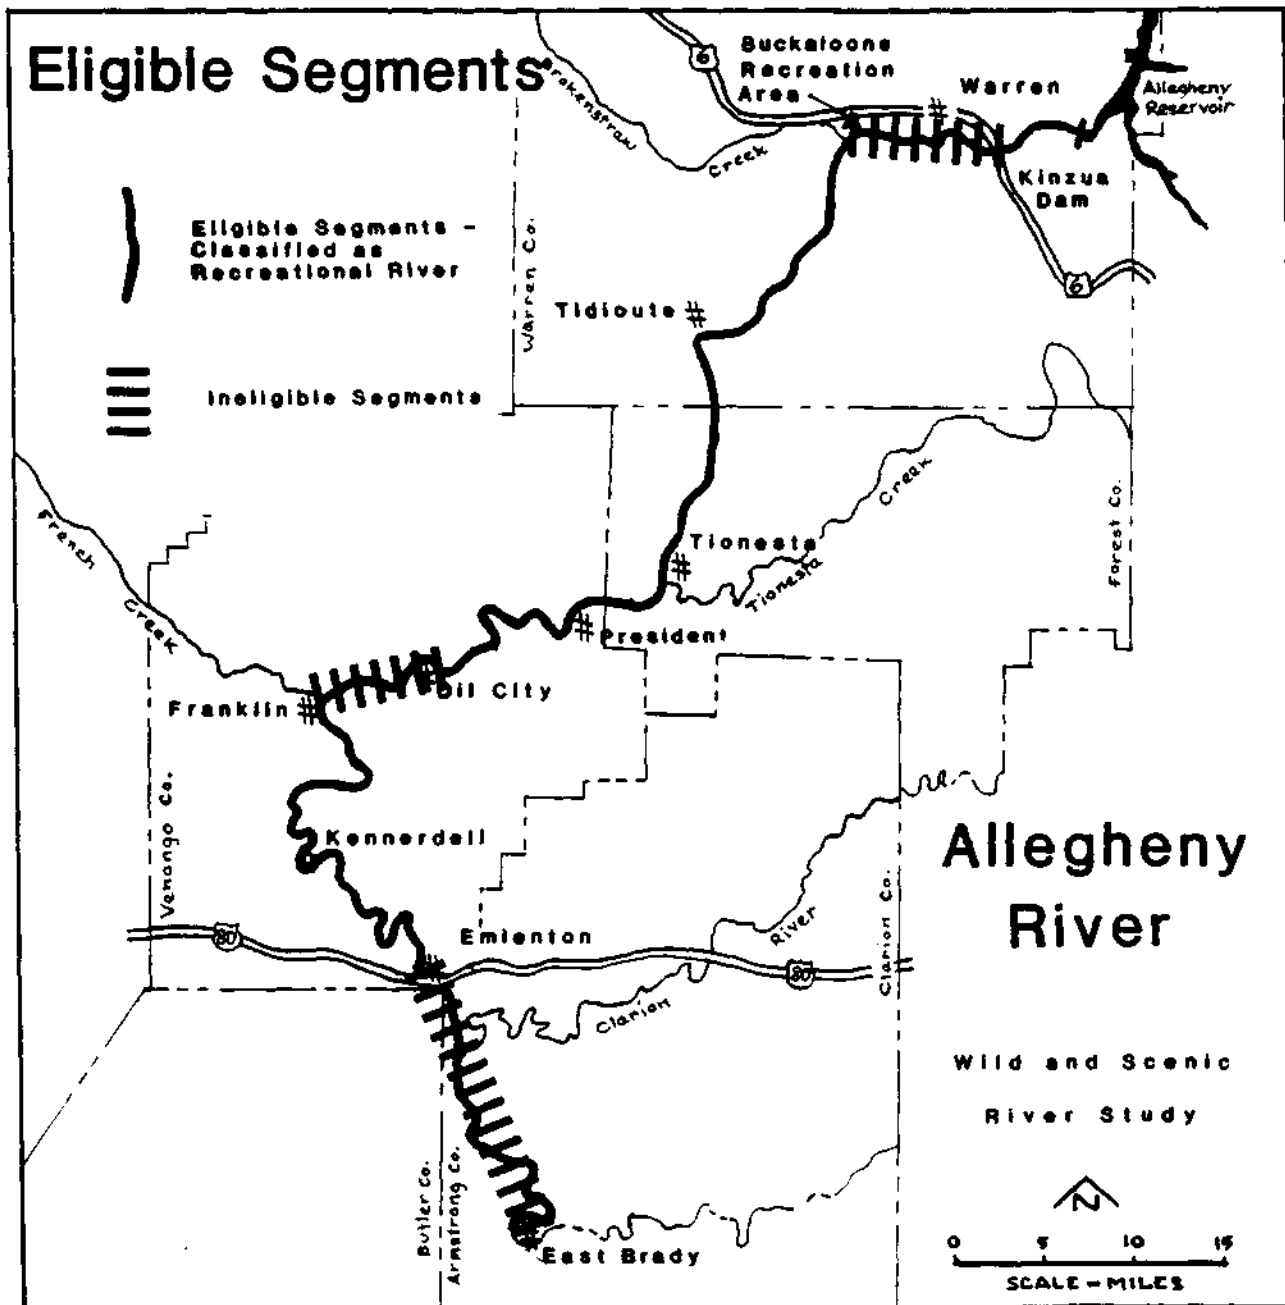 Eligible Segments
Buckaloons
Recreation
Area
6
Warren
Allegheny
Reservoir
Brokenstraw
Creek
Kinzua
Dam
6
Eligible Segments -
Classified as
Recreational River
Warren Co.
Tidioute
Ineligible Segments
French
Creek
Creek
Tionesta
Tionesta
Forest Co.
President
Oil City
Franklin
Venango Co.
Kennerdell
Allegheny
River
River
Clarion Co.
Emlenton
80
80
Clarion
Wild and Scenic
River Study
Butler Co.
Armstrong Co.
N
East Brady
0 5 10 15
SCALE - MILES